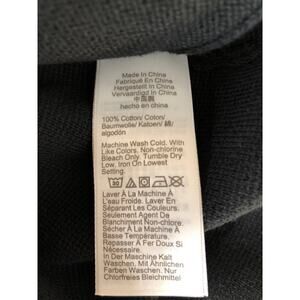 Made In China
Fabriqué En Chine
Hergestellt In China
Vervaardigd In China
中国製
hecho en china
100% Cotton/ Coton/
Baumwolle/ Katoen/ 綿/
algodón
Machine Wash Cold. With
Like Colors. Non-chlorine
Bleach Only. Tumble Dry
Low, Iron On Lowest
Setting.
30
Laver À La Machine À
L'eau Froide. Laver En
Séparant Les Couleurs.
Seulement Agent De
Blanchiment Non-Chloré.
Sécher À La Machine À
Basse Température.
Repasser À Fer Doux Si
Nécessaire.
In Der Maschine Kalt
Waschen. Mit Ähnlichen
Farben Waschen. Nur
Chlorfreies Bleichmittel